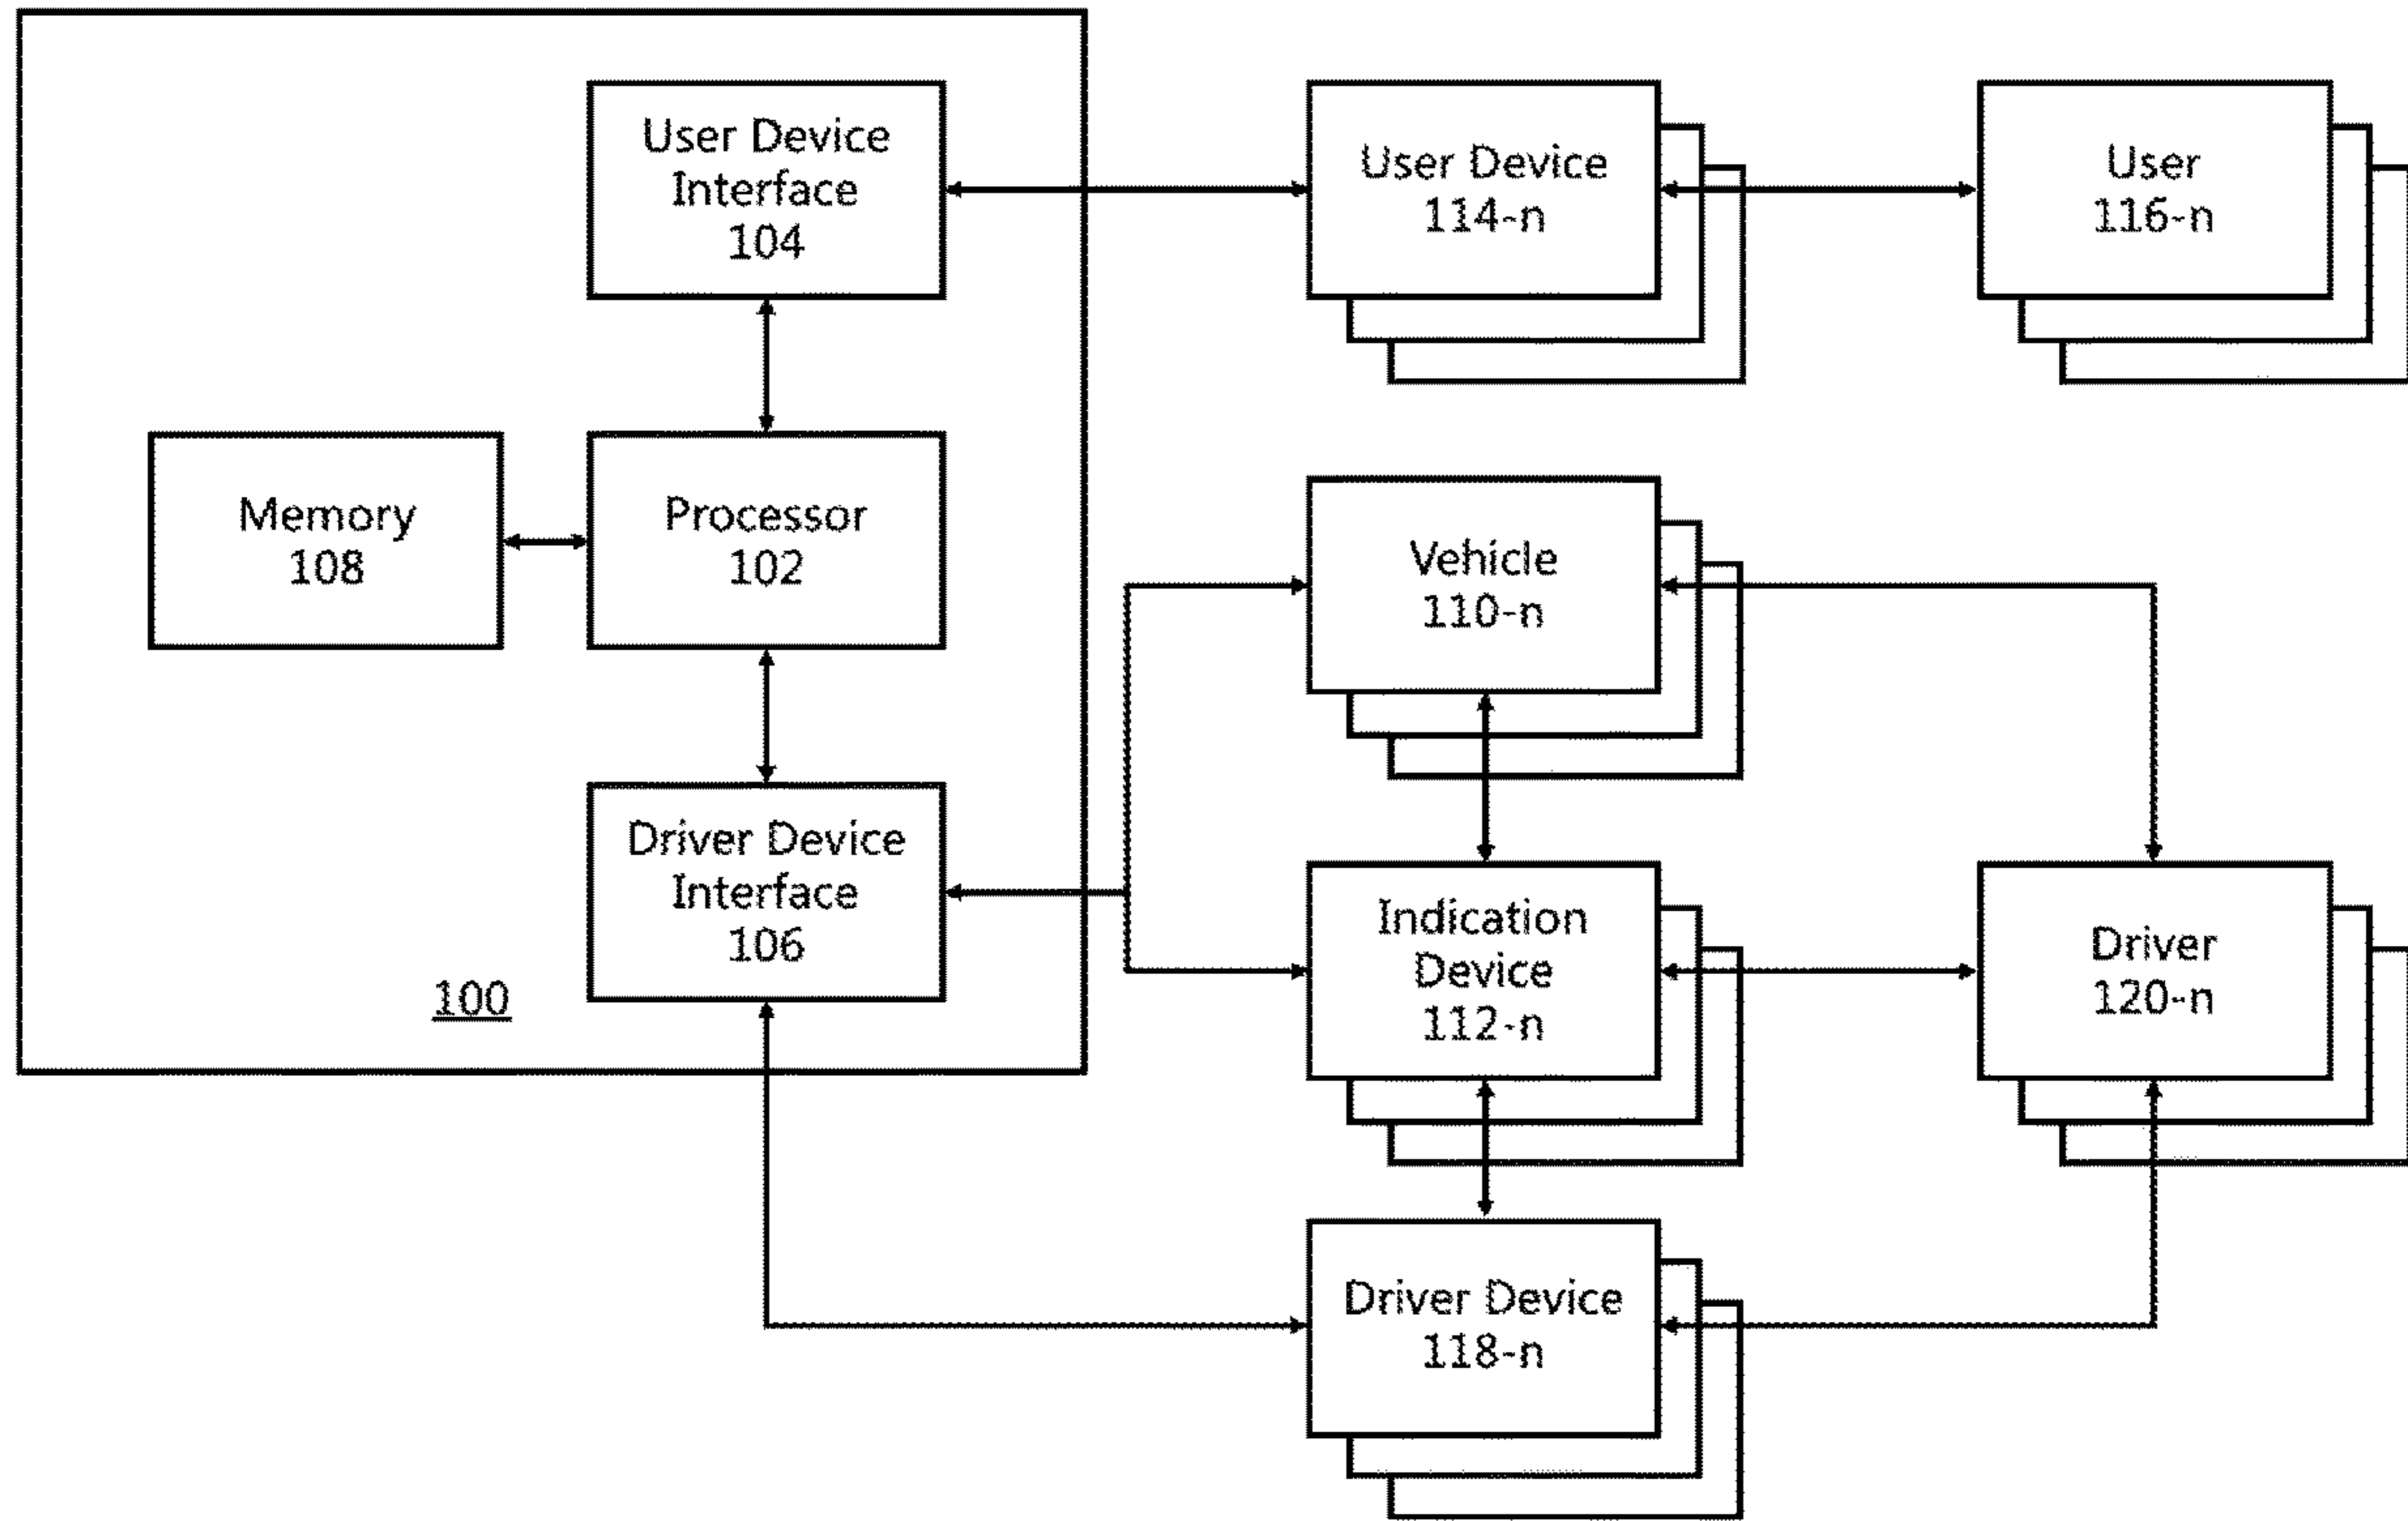 User Device
Interface
104
User Device
114-n
User
116-n
Memory
108
Processor
102
Vehicle
110-n
Driver Device
Interface
106
Indication
Device
112-n
Driver
120-n
100
Driver Device
118-n